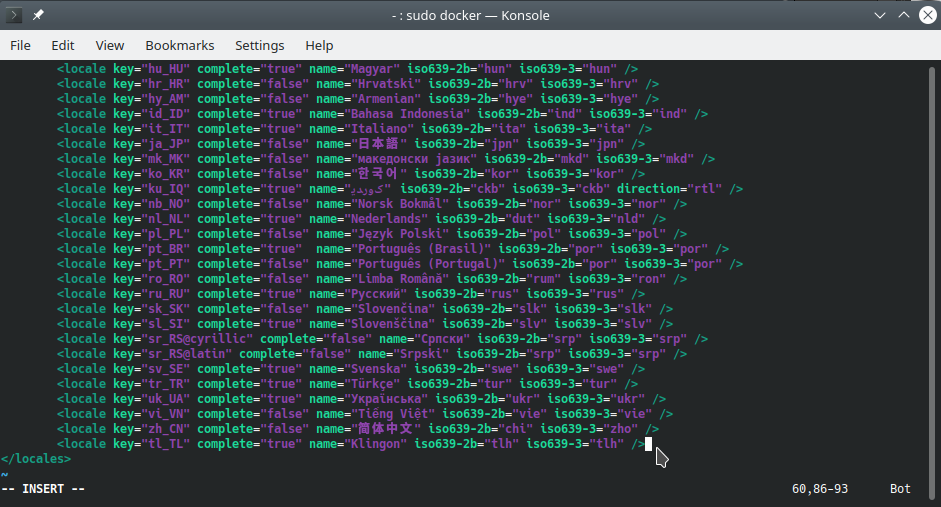 - : sudo docker — Konsole
File Edit View Bookmarks Settings Help
<locale key="hu_HU" complete="true" name="Magyar" iso639-2b="hun" iso639-3="hun" />
<locale key="hr_HR" complete="false" name="Hrvatski" iso639-2b="hrv" iso639-3="hrv" />
<locale key="hy_AM" complete="false" name="Armenian" iso639-2b="hye" iso639-3="hye" />
<locale key="id_ID" complete="true" name="Bahasa Indonesia" iso639-2b="ind" iso639-3="ind" />
<locale key="it_IT" complete="true" name="Italiano" iso639-2b="ita" iso639-3="ita" />
<locale key="ja_JP" complete="false" name="日本語" iso639-2b="jpn" iso639-3="jpn" />
<locale key="mk_MK" complete="false" name="македонски јазик" iso639-2b="mkd" iso639-3="mkd" />
<locale key="ko_KR" complete="false" name="한국어" iso639-2b="kor" iso639-3="kor" />
<locale key="ku_IQ" complete="true" name="کوردی" iso639-2b="ckb" iso639-3="ckb" direction="rtl" />
<locale key="nb_NO" complete="false" name="Norsk Bokmål" iso639-2b="nor" iso639-3="nor" />
<locale key="nl_NL" complete="true" name="Nederlands" iso639-2b="dut" iso639-3="nld" />
<locale key="pl_PL" complete="false" name="Język Polski" iso639-2b="pol" iso639-3="pol" />
<locale key="pt_BR" complete="true" name="Português (Brasil)" iso639-2b="por" iso639-3="por" />
<locale key="pt_PT" complete="false" name="Português (Portugal)" iso639-2b="por" iso639-3="por" />
<locale key="ro_RO" complete="false" name="Limba Română" iso639-2b="rum" iso639-3="ron" />
<locale key="ru_RU" complete="true" name="Русский" iso639-2b="rus" iso639-3="rus" />
<locale key="sk_SK" complete="false" name="Slovenčina" iso639-2b="slk" iso639-3="slk" />
<locale key="sl_SI" complete="true" name="Slovenščina" iso639-2b="slv" iso639-3="slv" />
<locale key="sr_RS@cyrillic" complete="false" name="Српски" iso639-2b="srp" iso639-3="srp" />
<locale key="sr_RS@latin" complete="false" name="Srpski" iso639-2b="srp" iso639-3="srp" />
<locale key="sv_SE" complete="true" name="Svenska" iso639-2b="swe" iso639-3="swe" />
<locale key="tr_TR" complete="true" name="Türkçe" iso639-2b="tur" iso639-3="tur" />
<locale key="uk_UA" complete="true" name="Українська" iso639-2b="ukr" iso639-3="ukr" />
<locale key="vi_VN" complete="false" name="Tiếng Việt" iso639-2b="vie" iso639-3="vie" />
<locale key="zh_CN" complete="false" name="简体中文" iso639-2b="chi" iso639-3="zho" />
<locale key="tl_TL" complete="true" name="Klingon" iso639-2b="tlh" iso639-3="tlh" />
</locales>
~
-- INSERT -- 60,86-93 Bot